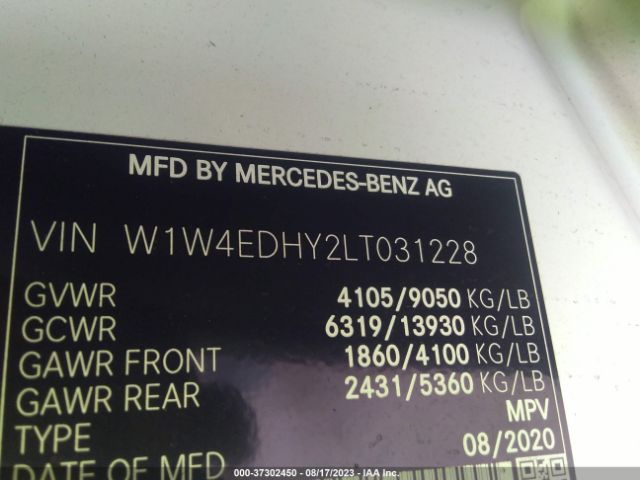 MFD BY MERCEDES-BENZ AG
VIN W1W4EDHY2LT031228
GVWR 4105/9050 KG/LB
GCWR 6319/13930 KG/LB
GAWR FRONT 1860/4100 KG/LB
GAWR REAR 2431/5360 KG/LB
TYPE MPV
DATE OF MFD 08/2020
000-37302450 - 08/17/2023 - IAA Inc.